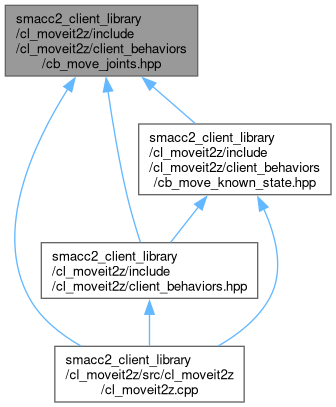 smacc2_client_library
/cl_moveit2z/include
/cl_moveit2z/client_behaviors
/cb_move_joints.hpp
smacc2_client_library
/cl_moveit2z/include
/cl_moveit2z/client_behaviors
/cb_move_known_state.hpp
smacc2_client_library
/cl_moveit2z/include
/cl_moveit2z/client_behaviors.hpp
smacc2_client_library
/cl_moveit2z/src/cl_moveit2z
/cl_moveit2z.cpp